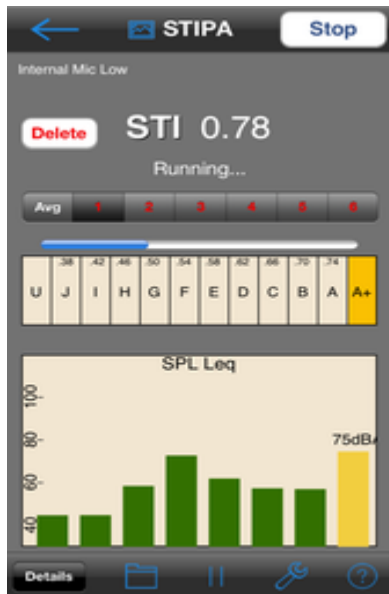 STIPA Stop
Internal Mic Low
Delete STI 0.78
Running...
Avg 1 2 3 4 5 6
.38 .42 .46 .50 .54 .58 .62 .66 .70 .74
U J I H G F E D C B A A+
SPL Leq
100
80
75dBA
60
40
Details
?